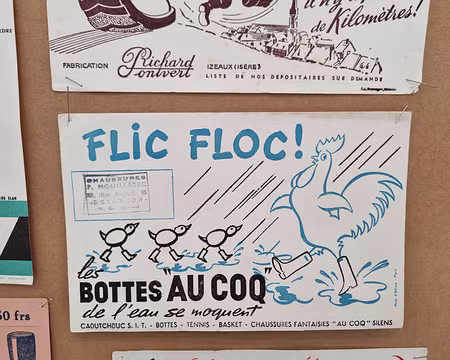 de Kilomètres!
FABRICATION Richard Pontvert IZEAUX (ISÈRE)
LISTE DE NOS DEPOSITAIRES SUR DEMANDE
FLIC FLOC!
CHAUSSURES
les
BOTTES "AU COQ"
de l'eau se moquent
CAOUTCHOUC S. I. T. - BOTTES - TENNIS - BASKET - CHAUSSURES FANTAISIES "AU COQ" SILENS
50 frs